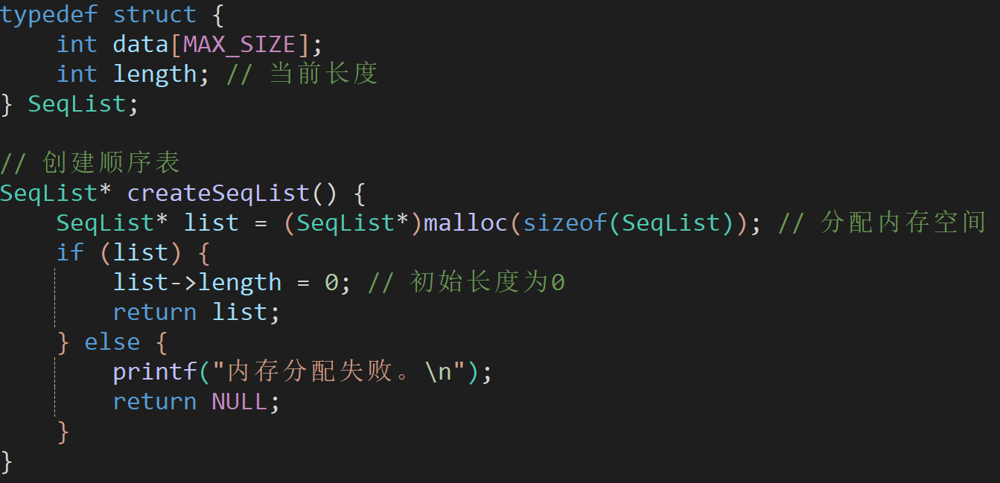 typedef struct {
    int data[MAX_SIZE];
    int length; // 当前长度
} SeqList;

// 创建顺序表
SeqList* createSeqList() {
    SeqList* list = (SeqList*)malloc(sizeof(SeqList)); // 分配内存空间
    if (list) {
        list->length = 0; // 初始长度为0
        return list;
    } else {
        printf("内存分配失败。\n");
        return NULL;
    }
}